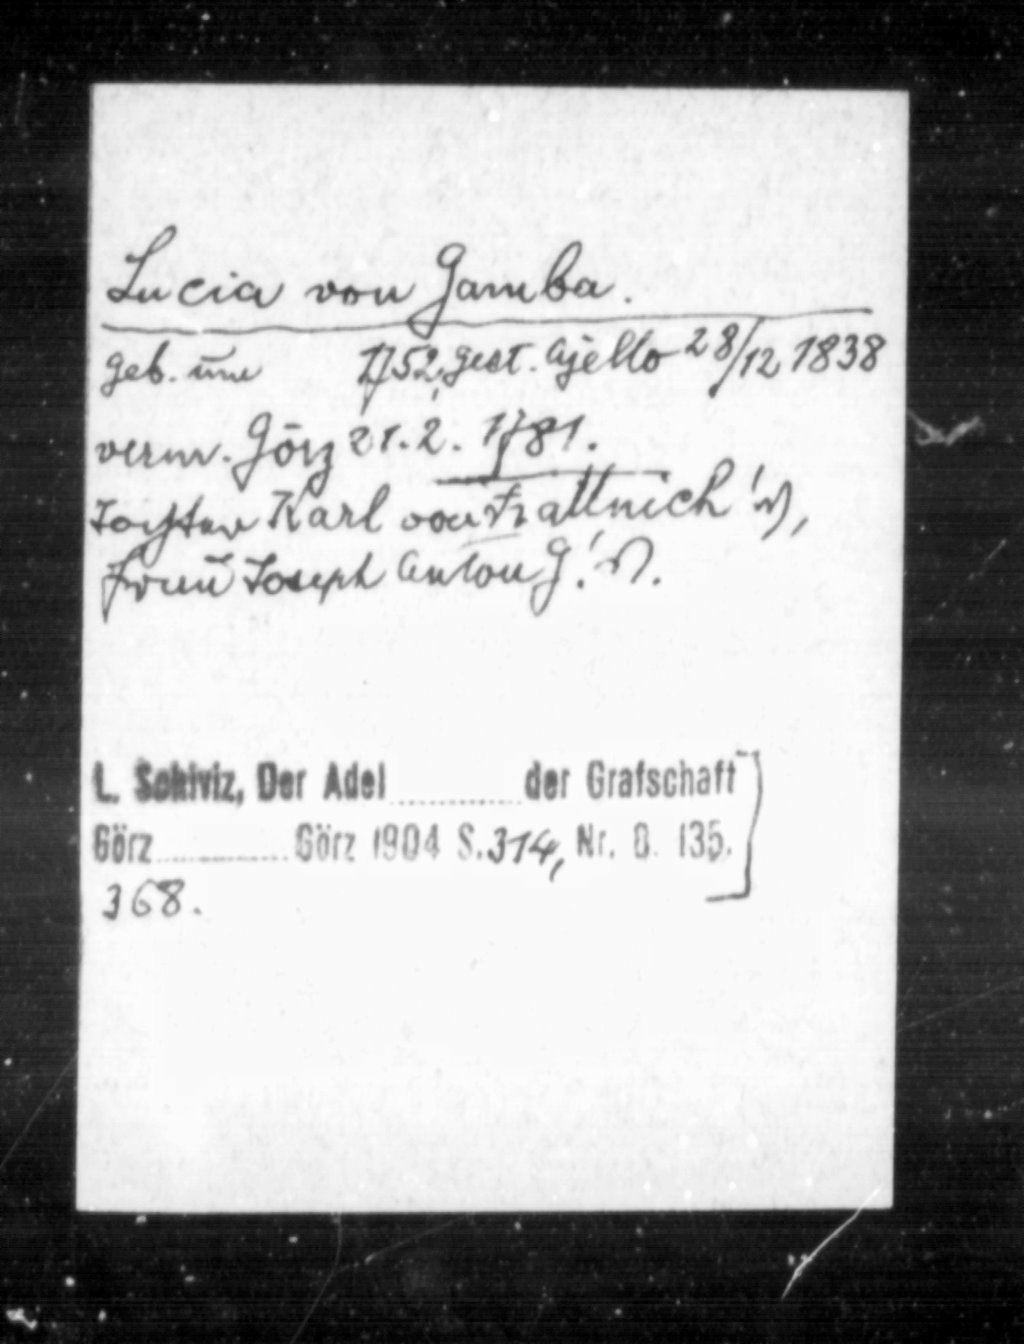 Lucia von Gamba.
geb. um 1752, gest. Ajello 28/12 1838
verm. Görz 21. 2. 1781.
Tochter Karl von Frattnich's,
Frau Joseph Anton G.'s.
L. Schiviz, Der Adel ............ der Grafschaft
Görz ............ Görz 1904 S. 314, Nr. 8. 135.
368.